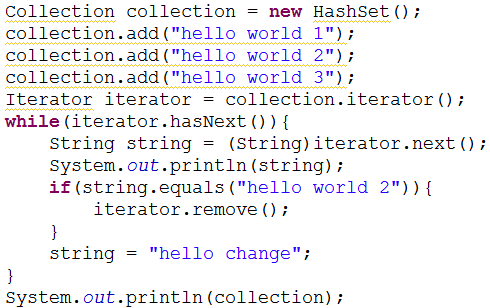 Collection collection = new HashSet();
collection.add("hello world 1");
collection.add("hello world 2");
collection.add("hello world 3");
Iterator iterator = collection.iterator();
while(iterator.hasNext()){
    String string = (String)iterator.next();
    System.out.println(string);
    if(string.equals("hello world 2")){
        iterator.remove();
    }
    string = "hello change";
}
System.out.println(collection);